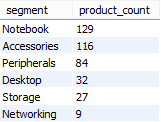 segment product_count
Notebook 129
Accessories 116
Peripherals 84
Desktop 32
Storage 27
Networking 9